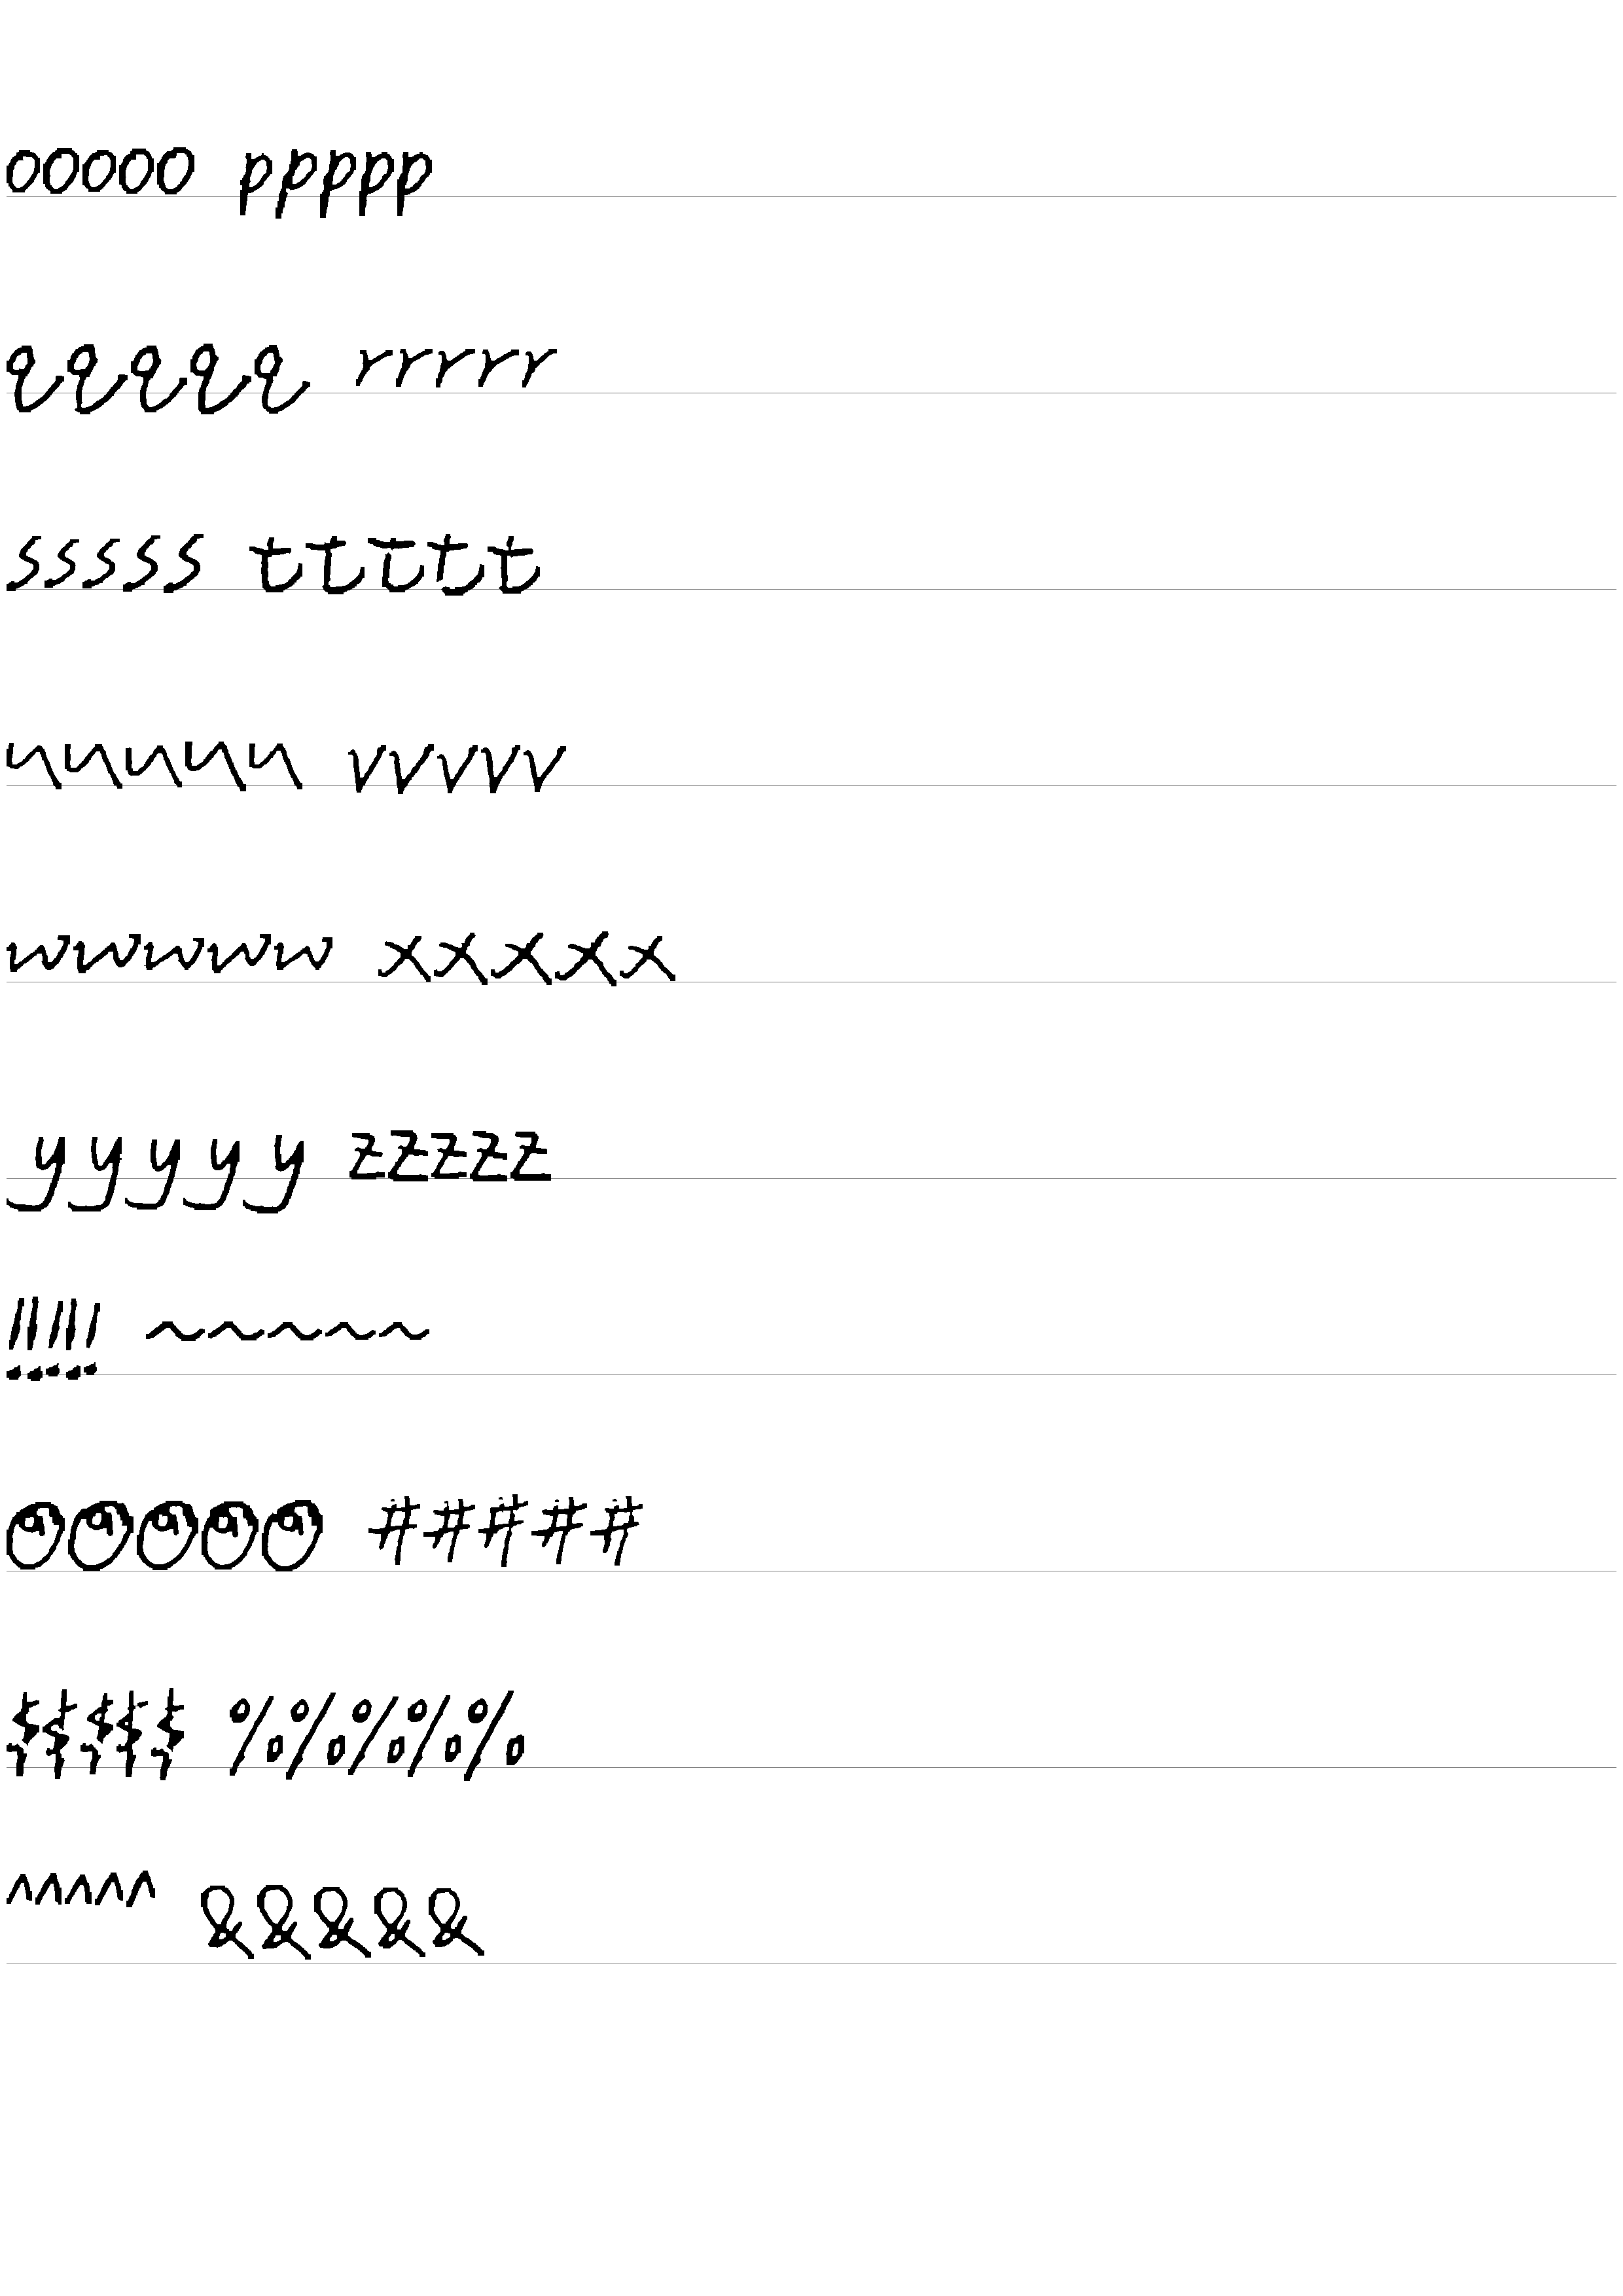 ooooo ppppp
qqqqq rrrrr
sssss ttttt
uuuuu vvvvv
wwwww xxxxx
yyyyy zzzzz
!!!!! ~~~~~
@@@@@ #####
$$$$$ %%%%%
^^^^^ &&&&&